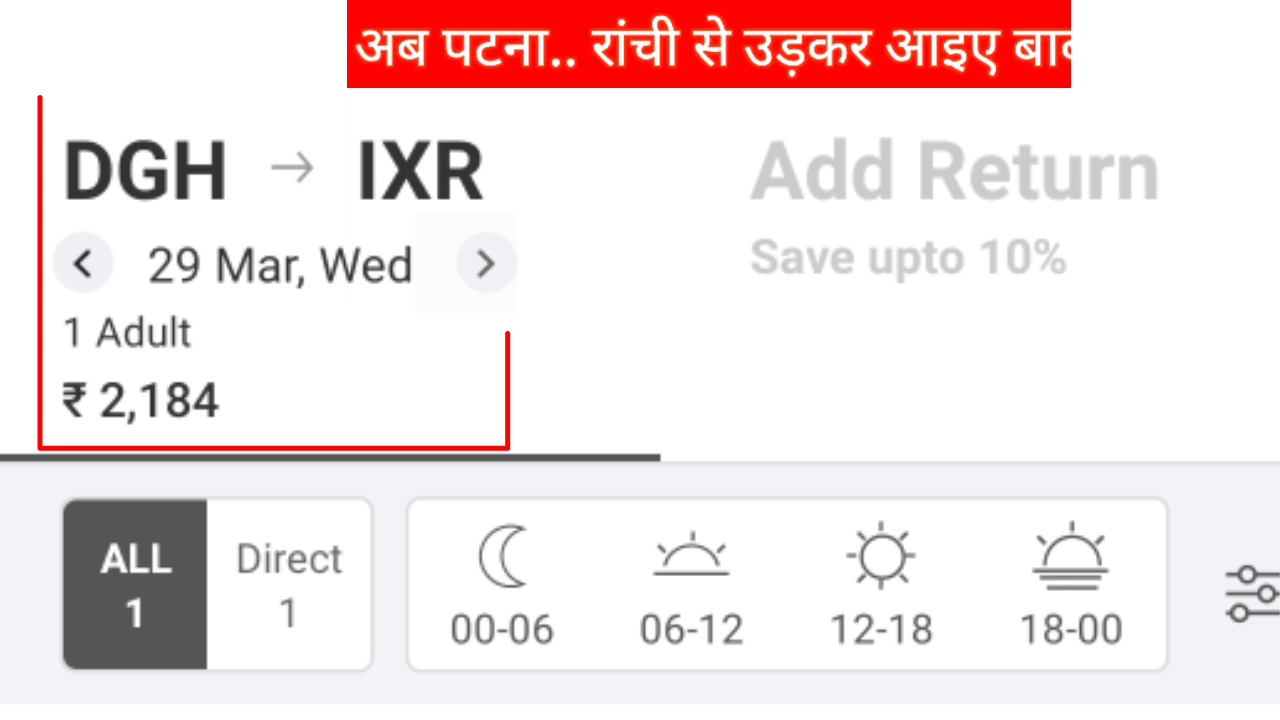 अब पटना.. रांची से उड़कर आइए
DGH → IXR
Add Return
29 Mar, Wed
Save upto 10%
1 Adult
₹ 2,184
ALL
1
Direct
1
00-06
06-12
12-18
18-00